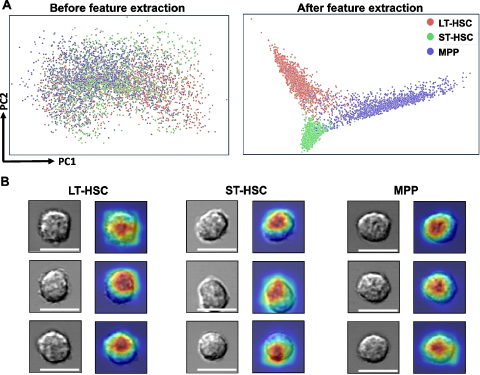 A
Before feature extraction
After feature extraction
LT-HSC
ST-HSC
MPP
PC2
PC1
B
LT-HSC
ST-HSC
MPP